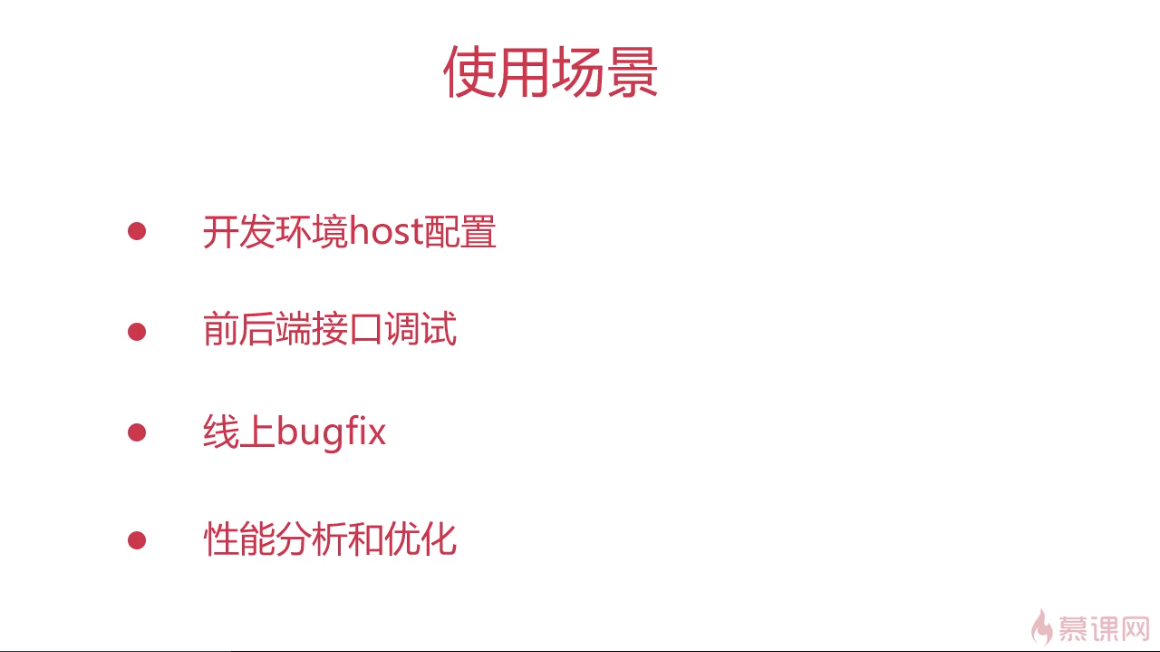 使用场景
开发环境host配置
前后端接口调试
线上bugfix
性能分析和优化
慕课网